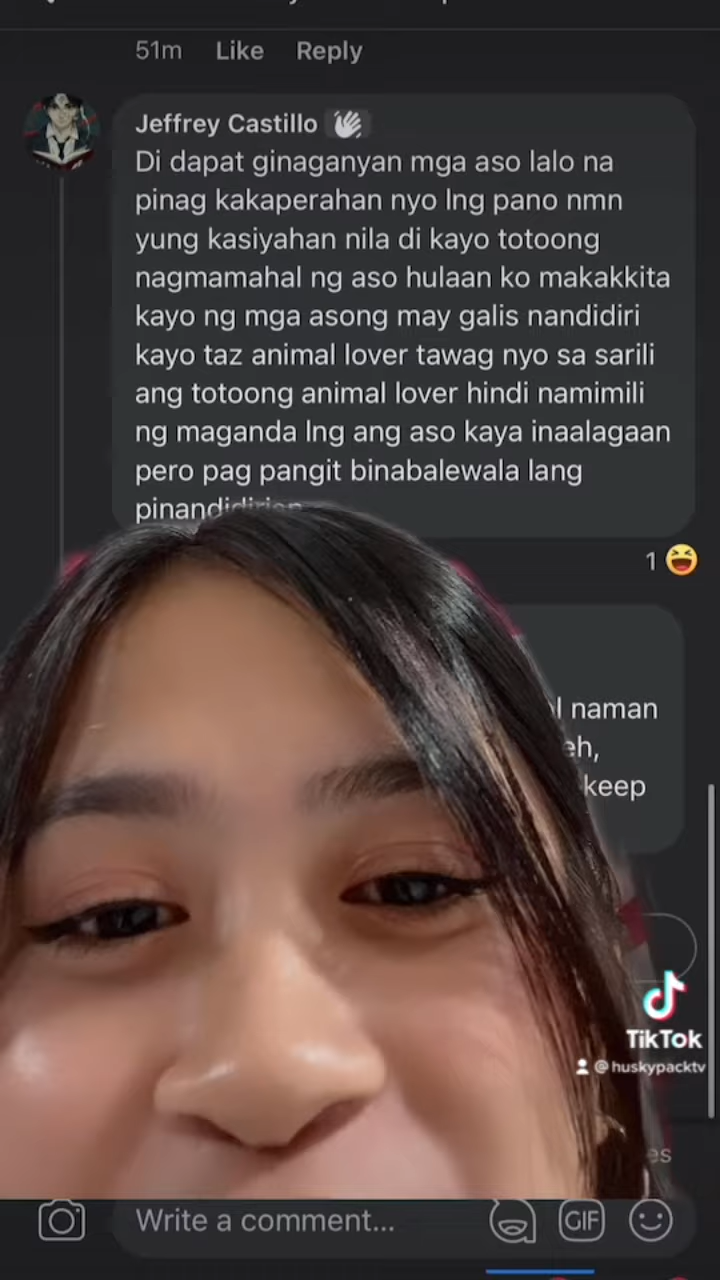 51m Like Reply
Jeffrey Castillo
Di dapat ginaganyan mga aso lalo na
pinag kakaperahan nyo lng pano nmn
yung kasiyahan nila di kayo totoong
nagmamahal ng aso hulaan ko makakkita
kayo ng mga asong may galis nandidiri
kayo taz animal lover tawag nyo sa sarili
ang totoong animal lover hindi namimili
ng maganda lng ang aso kaya inaalagaan
pero pag pangit binabalewala lang
1
naman
eh,
keep
TikTok
@huskypacktv
Write a comment...
GIF